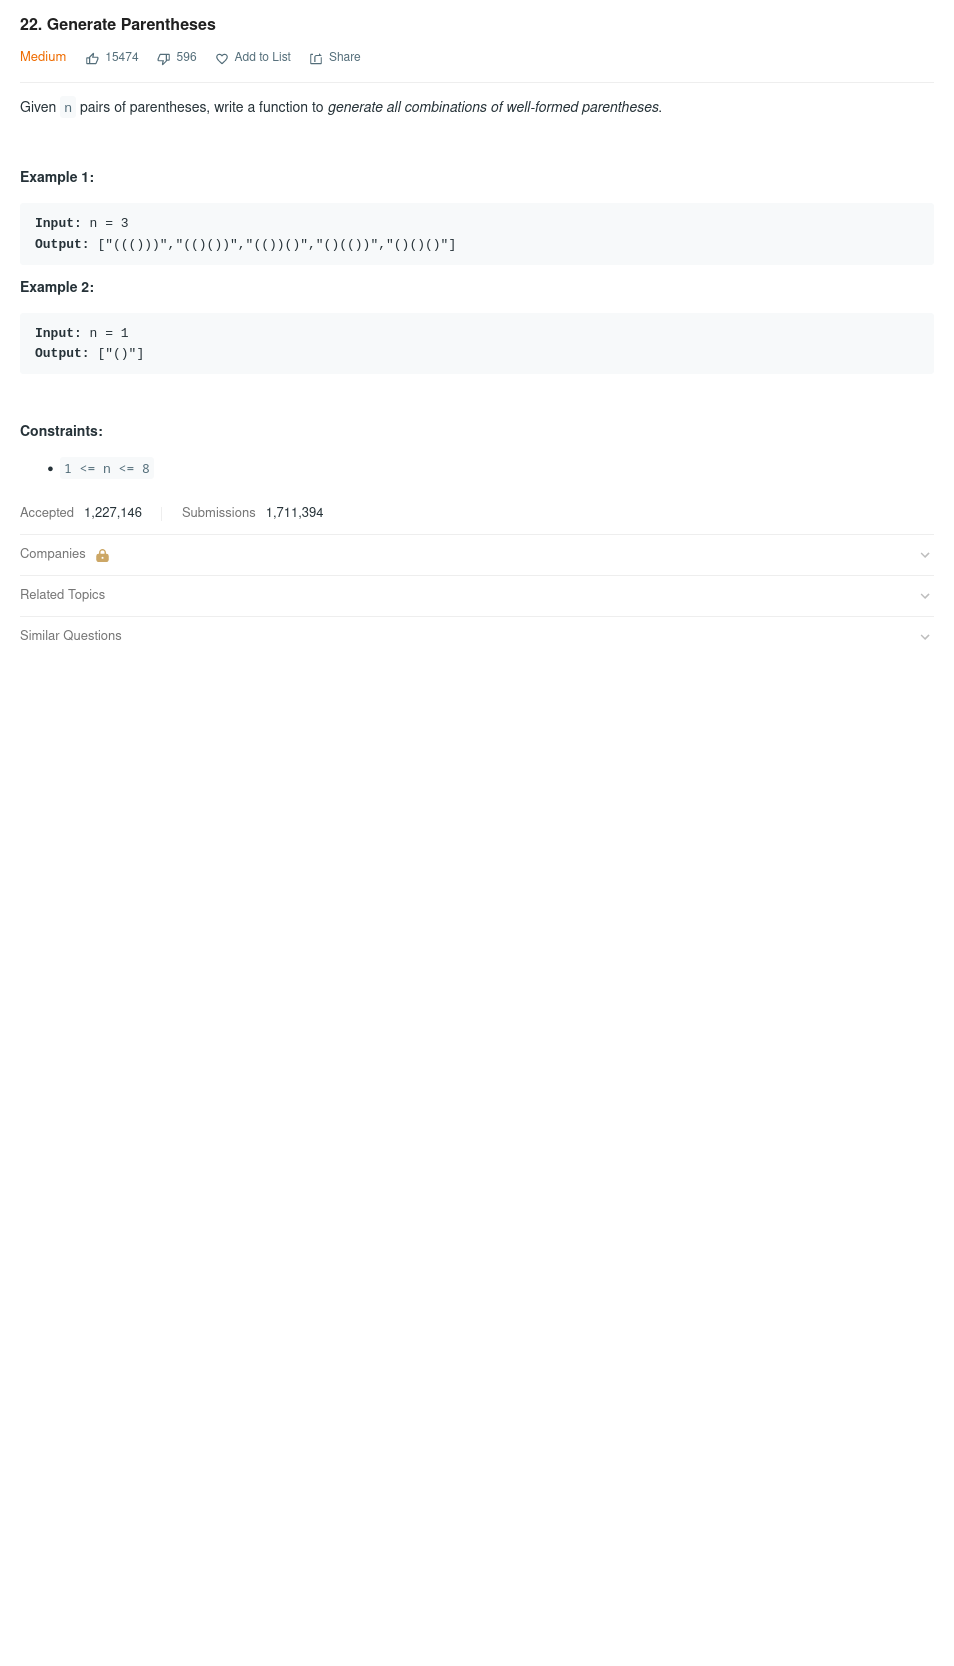 22. Generate Parentheses
Medium 15474 596 Add to List Share
Given n pairs of parentheses, write a function to generate all combinations of well-formed parentheses.
Example 1:
Input: n = 3
Output: ["((()))","(()())","(())()","()(())","()()()"]
Example 2:
Input: n = 1
Output: ["()"]
Constraints:
• 1 <= n <= 8
Accepted 1,227,146 Submissions 1,711,394
Companies
Related Topics
Similar Questions